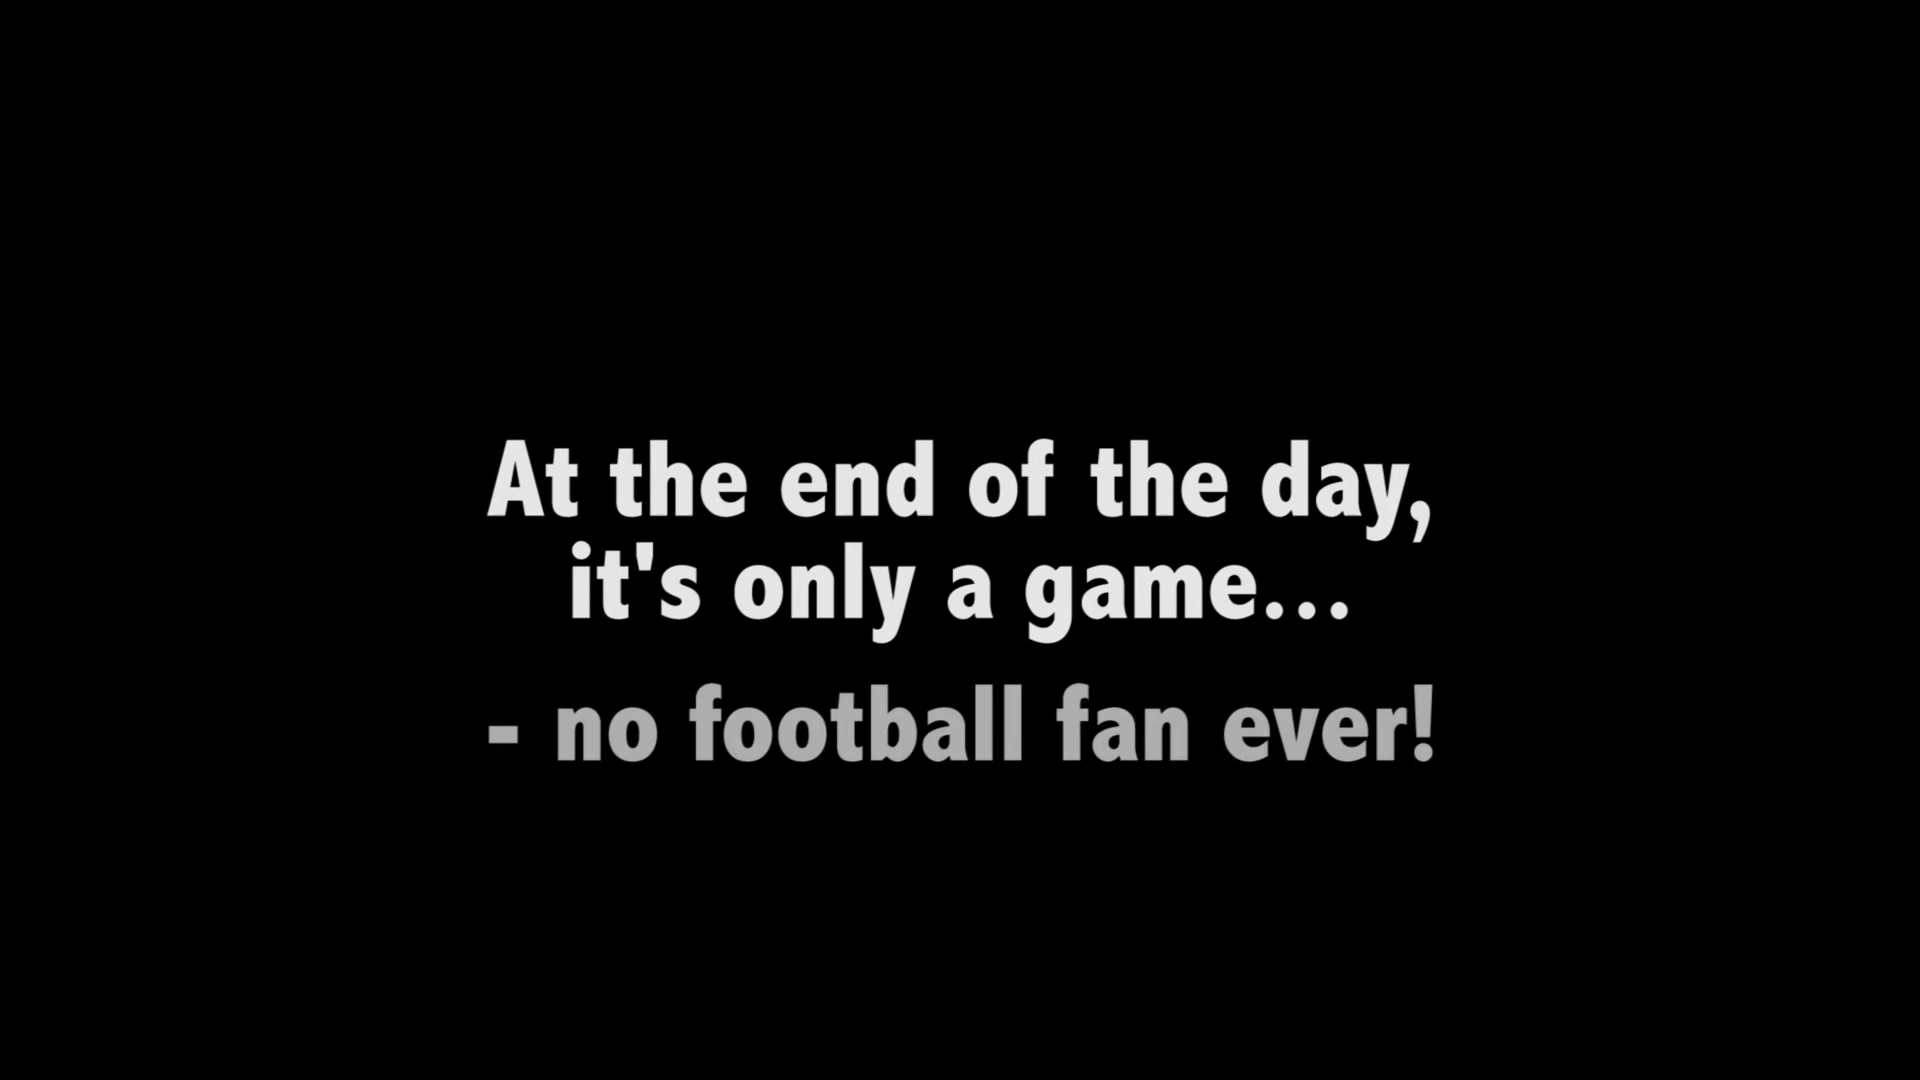 At the end of the day,
it's only a game...
- no football fan ever!